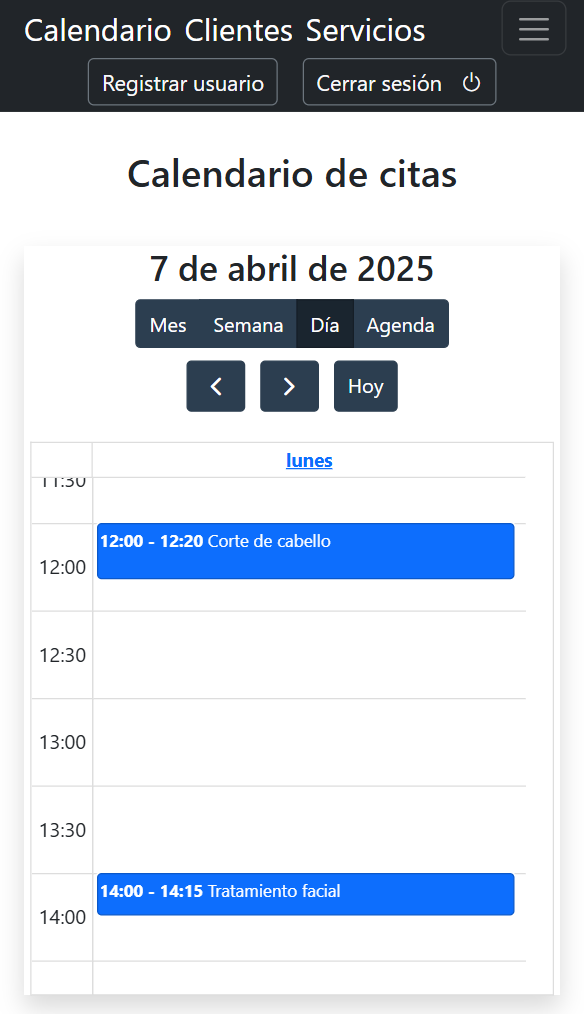 Calendario Clientes Servicios
Registrar usuario Cerrar sesión
Calendario de citas
7 de abril de 2025
Mes Semana Día Agenda
Hoy
lunes
11:30
12:00 - 12:20 Corte de cabello
12:00
12:30
13:00
13:30
14:00 - 14:15 Tratamiento facial
14:00